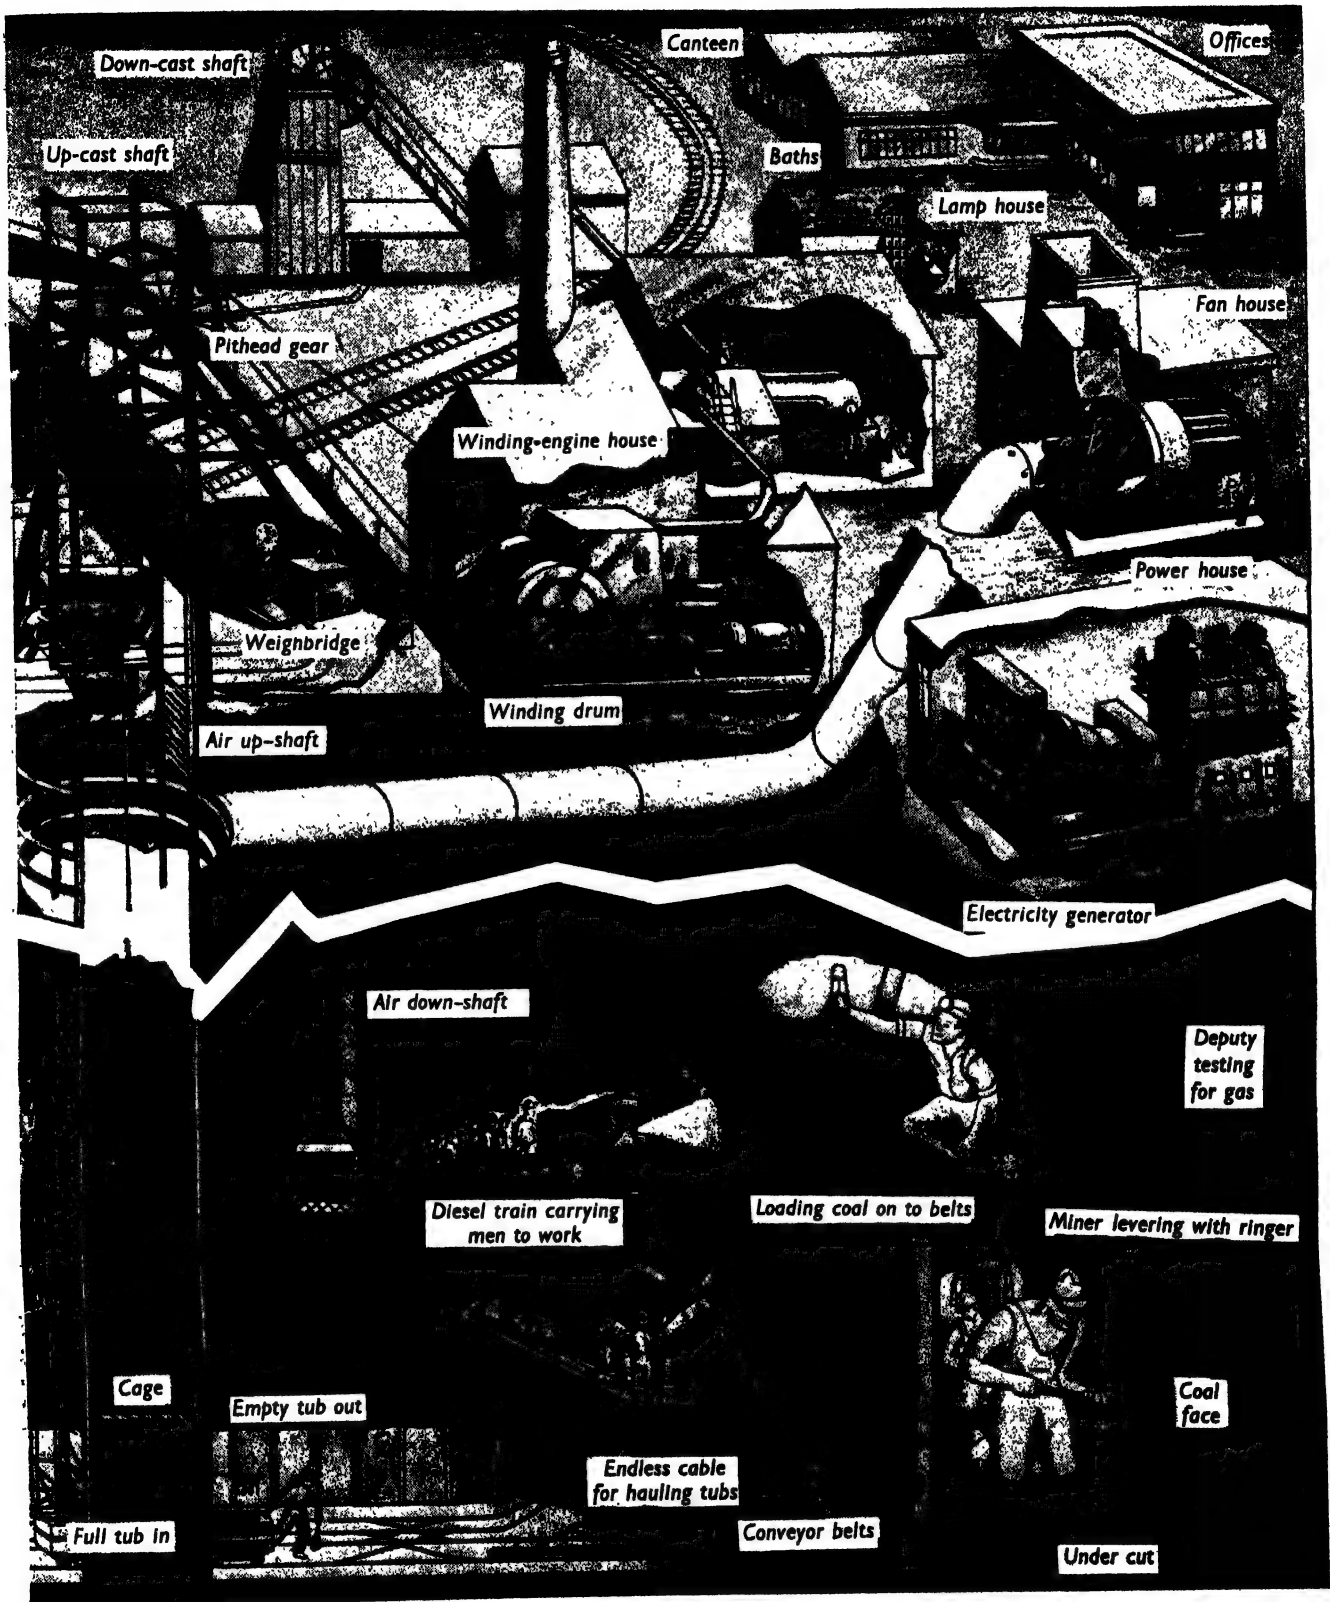 Canteen
Offices
Down-cast shaft
Up-cast shaft
Baths
Lamp house
Fan house
Pithead gear
Winding-engine house
Power house
Weighbridge
Winding drum
Air up-shaft
Electricity generator
Air down-shaft
Deputy
testing
for gas
Diesel train carrying
men to work
Loading coal on to belts
Miner levering with ringer
Cage
Empty tub out
Coal
face
Endless cable
for hauling tubs
Full tub in
Conveyor belts
Under cut